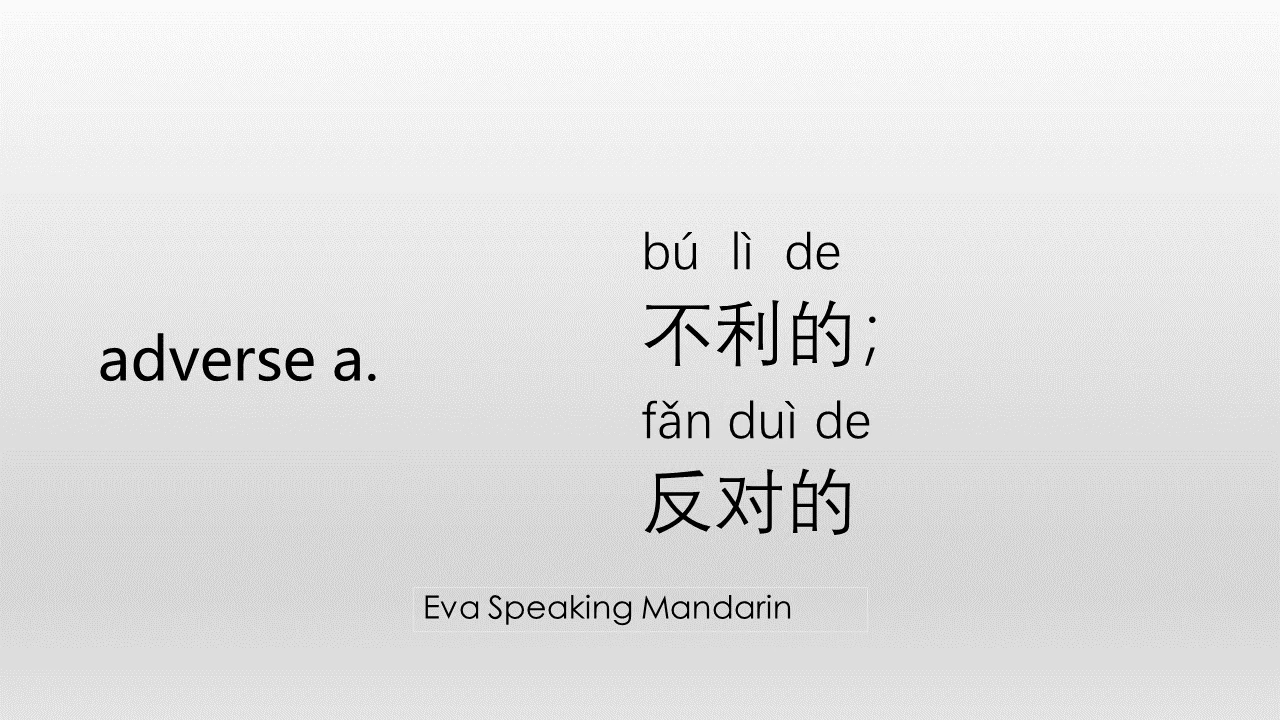 adverse a.
bú lì de
不利的;
fǎn duì de
反对的
Eva Speaking Mandarin